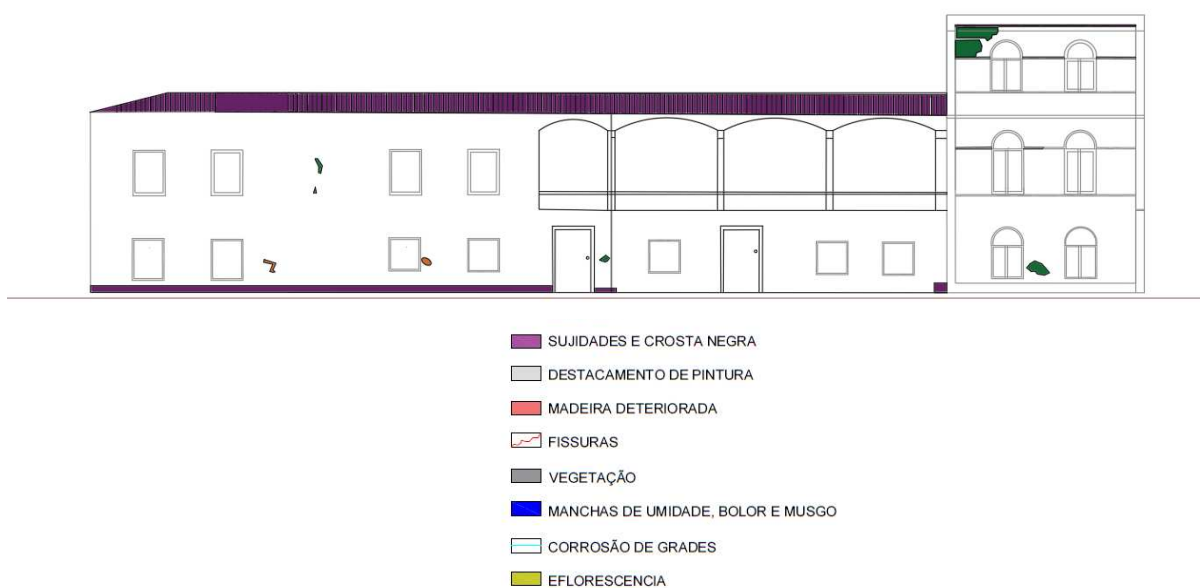 SUJIDADES E CROSTA NEGRA
DESTACAMENTO DE PINTURA
MADEIRA DETERIORADA
FISSURAS
VEGETAÇÃO
MANCHAS DE UMIDADE, BOLOR E MUSGO
CORROSÃO DE GRADES
EFLORESCENCIA